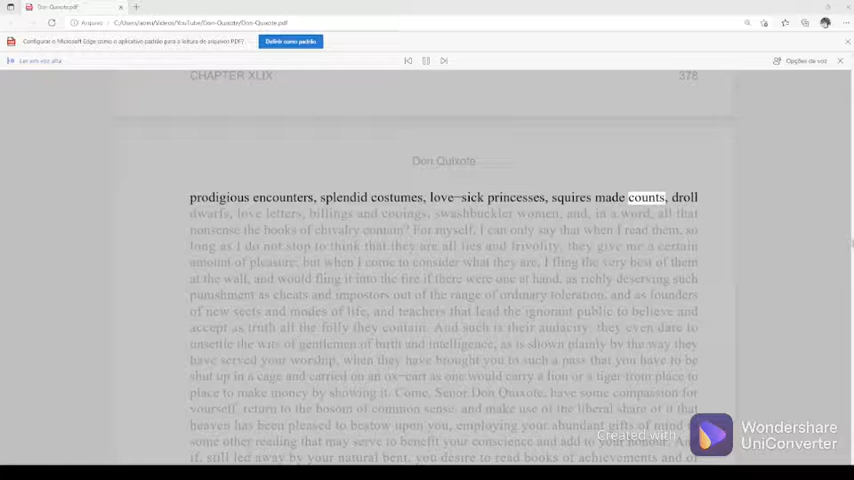 Don-Quixote.pdf
Arquivo C:/Users/ /Videos/YouTube/Don-Quixote/Don-Quixote.pdf
Configurar o Microsoft Edge como o aplicativo padrão para a leitura de arquivos PDF? Definir como padrão
Ler em voz alta Opções de voz
CHAPTER XLIX 378
Don Quixote
prodigious encounters, splendid costumes, love−sick princesses, squires made counts, droll
dwarfs, love letters, billings and cooings, swashbuckler women, and, in a word, all that
nonsense the books of chivalry contain? For myself, I can only say that when I read them, so
long as I do not stop to think that they are all lies and frivolity, they give me a certain
amount of pleasure; but when I come to consider what they are, I fling the very best of them
at the wall, and would fling it into the fire if there were one at hand, as richly deserving such
punishment as cheats and impostors out of the range of ordinary toleration, and as founders
of new sects and modes of life, and teachers that lead the ignorant public to believe and
accept as truth all the folly they contain. And such is their audacity, they even dare to
unsettle the wits of gentlemen of birth and intelligence, as is shown plainly by the way they
have served your worship, when they have brought you to such a pass that you have to be
shut up in a cage and carried on an ox−cart as one would carry a lion or a tiger from place to
place to make money by showing it. Come, Senor Don Quixote, have some compassion for
yourself, return to the bosom of common sense, and make use of the liberal share of it that
heaven has been pleased to bestow upon you, employing your abundant gifts of mind
some other reading that may serve to benefit your conscience and add to your honour. And
if, still led away by your natural bent, you desire to read books of achievements and of
Created with Wondershare
UniConverter